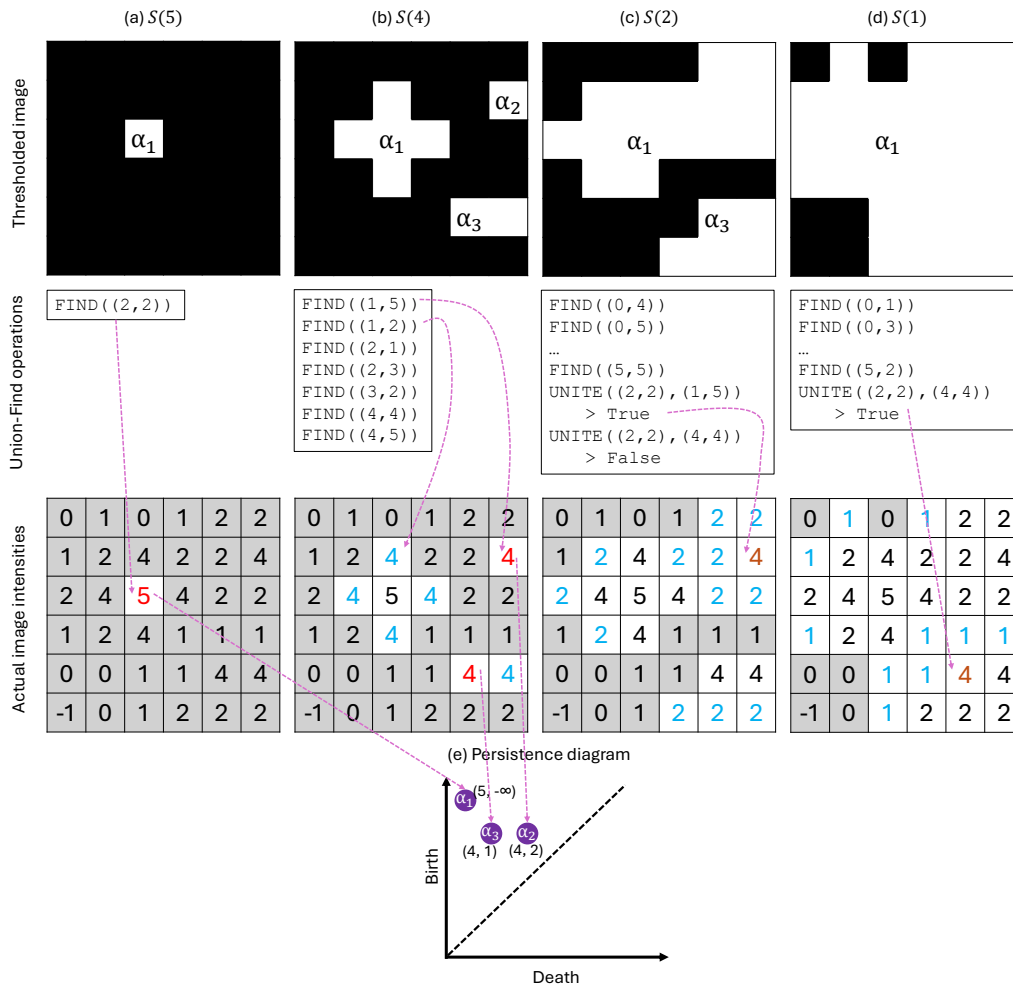 (a) S(5)
(b) S(4)
(c) S(2)
(d) S(1)
Thresholded image
α1
α1
α2
α3
α1
α3
α1
Union-Find operations
FIND((2,2))
FIND((1,5))
FIND((1,2))
FIND((2,1))
FIND((2,3))
FIND((3,2))
FIND((4,4))
FIND((4,5))
FIND((0,4))
FIND((0,5))
…
FIND((5,5))
UNITE((2,2),(1,5))
> True
UNITE((2,2),(4,4))
> False
FIND((0,1))
FIND((0,3))
…
FIND((5,2))
UNITE((2,2),(4,4))
> True
Actual image intensities
0 1 0 1 2 2
1 2 4 2 2 4
2 4 5 4 2 2
1 2 4 1 1 1
0 0 1 1 4 4
-1 0 1 2 2 2
0 1 0 1 2 2
1 2 4 2 2 4
2 4 5 4 2 2
1 2 4 1 1 1
0 0 1 1 4 4
-1 0 1 2 2 2
0 1 0 1 2 2
1 2 4 2 2 4
2 4 5 4 2 2
1 2 4 1 1 1
0 0 1 1 4 4
-1 0 1 2 2 2
0 1 0 1 2 2
1 2 4 2 2 4
2 4 5 4 2 2
1 2 4 1 1 1
0 0 1 1 4 4
-1 0 1 2 2 2
(e) Persistence diagram
α1 (5, -∞)
α3
(4, 1)
α2
(4, 2)
Birth
Death